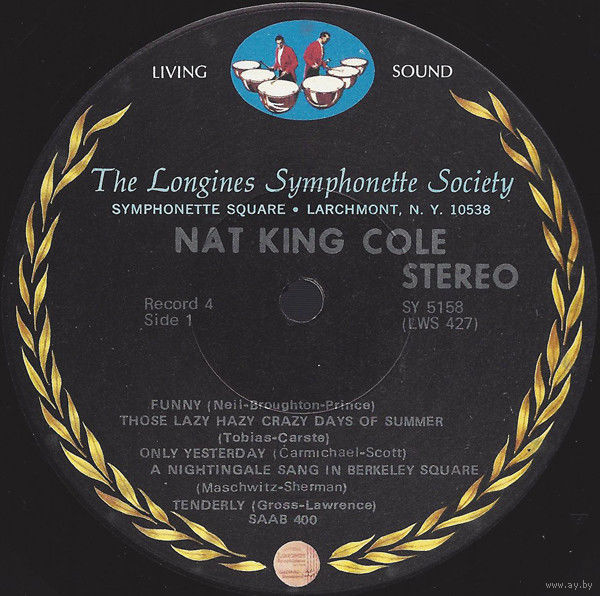 LIVING SOUND
The Longines Symphonette Society
SYMPHONETTE SQUARE • LARCHMONT, N. Y. 10538
NAT KING COLE
STEREO
Record 4 SY 5158
Side 1 (LWS 427)
FUNNY (Neil-Broughton-Prince)
THOSE LAZY HAZY CRAZY DAYS OF SUMMER
(Tobias-Carste)
ONLY YESTERDAY (Carmichael-Scott)
A NIGHTINGALE SANG IN BERKELEY SQUARE
(Maschwitz-Sherman)
TENDERLY (Gross-Lawrence)
SAAB 400
www.ay.by